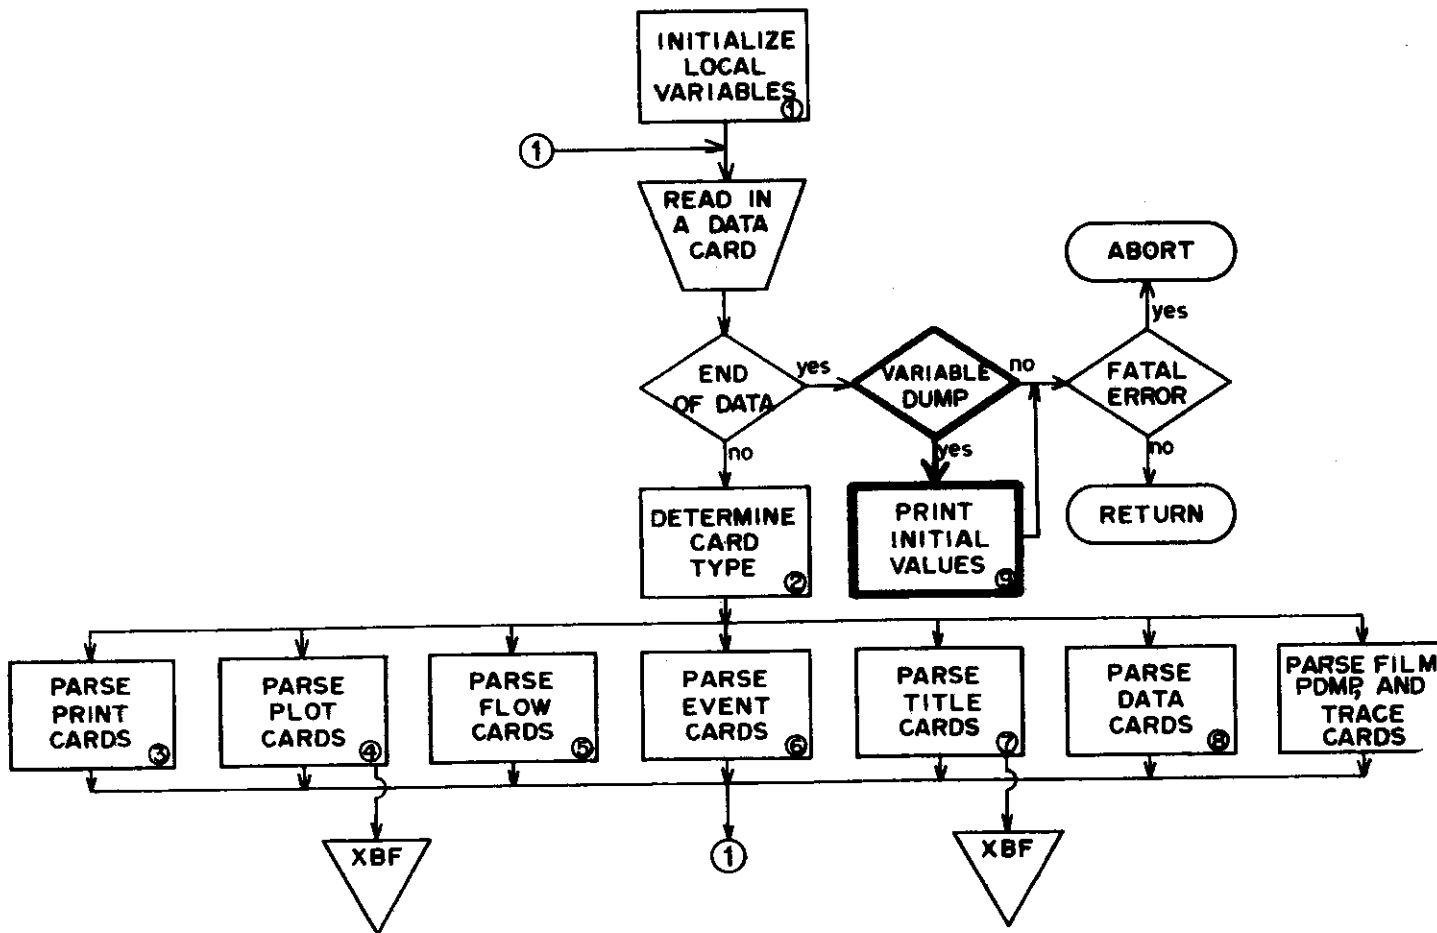 INITIALIZE
LOCAL
VARIABLES
1
1
READ IN
A DATA
CARD
END
OF DATA
yes
no
VARIABLE
DUMP
no
yes
FATAL
ERROR
yes
no
ABORT
RETURN
DETERMINE
CARD
TYPE
2
PRINT
INITIAL
VALUES
9
PARSE
PRINT
CARDS
3
PARSE
PLOT
CARDS
4
PARSE
FLOW
CARDS
5
PARSE
EVENT
CARDS
6
PARSE
TITLE
CARDS
7
PARSE
DATA
CARDS
8
PARSE FILM
PDMP, AND
TRACE
CARDS
XBF
1
XBF